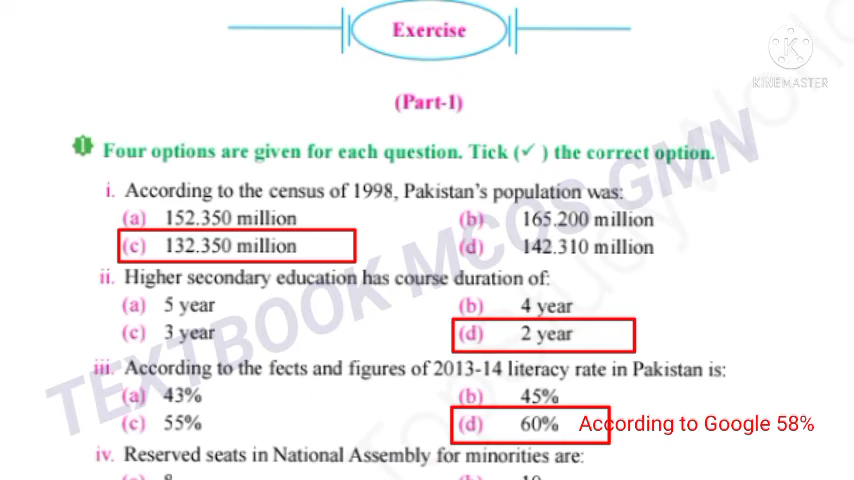 Exercise
K
KINEMASTER
(Part-1)
1 Four options are given for each question. Tick (✓ ) the correct option.
i. According to the census of 1998, Pakistan's population was:
(a) 152.350 million (b) 165.200 million
(c) 132.350 million (d) 142.310 million
ii. Higher secondary education has course duration of:
(a) 5 year (b) 4 year
(c) 3 year (d) 2 year
iii. According to the fects and figures of 2013-14 literacy rate in Pakistan is:
(a) 43% (b) 45%
(c) 55% (d) 60% According to Google 58%
iv. Reserved seats in National Assembly for minorities are:
TEXTBOOK MCQS GMN